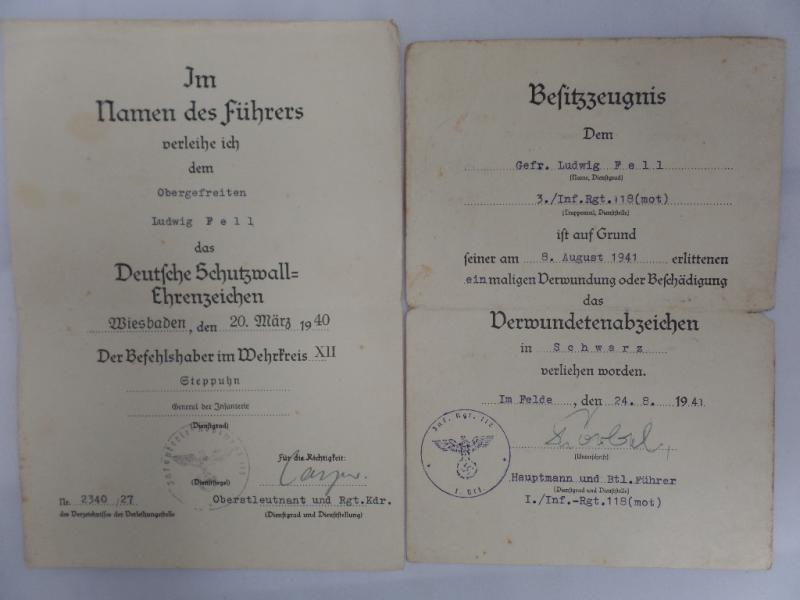 Im
Namen des Führers
verleihe ich
dem
Obergefreiten
Ludwig Fell
das
Deutsche Schutzwall=
Ehrenzeichen
Wiesbaden, den 20. März 1940
Der Befehlshaber im Wehrkreis XII
Steppuhn
General der Infanterie
(Dienstgrad)
Für die Richtigkeit:
(Dienstsiegel)
Nr. 2340 /27
des Verzeichnisses der Verleihungsstelle
Oberstleutnant und Rgt.Kdr.
(Dienstgrad und Dienststellung)
Besitzzeugnis
Dem
Gefr. Ludwig Fell
(Name, Dienstgrad)
3./Inf.Rgt.118(mot)
(Truppenteil, Dienststelle)
ist auf Grund
seiner am 8. August 1941 erlittenen
einmaligen Verwundung oder Beschädigung
das
Verwundetenabzeichen
in Schwarz
verliehen worden.
Im Felde, den 24.8. 1941
(Unterschrift)
Hauptmann und Btl.Führer
(Dienstgrad und Dienststelle)
I./Inf.-Rgt.118(mot)